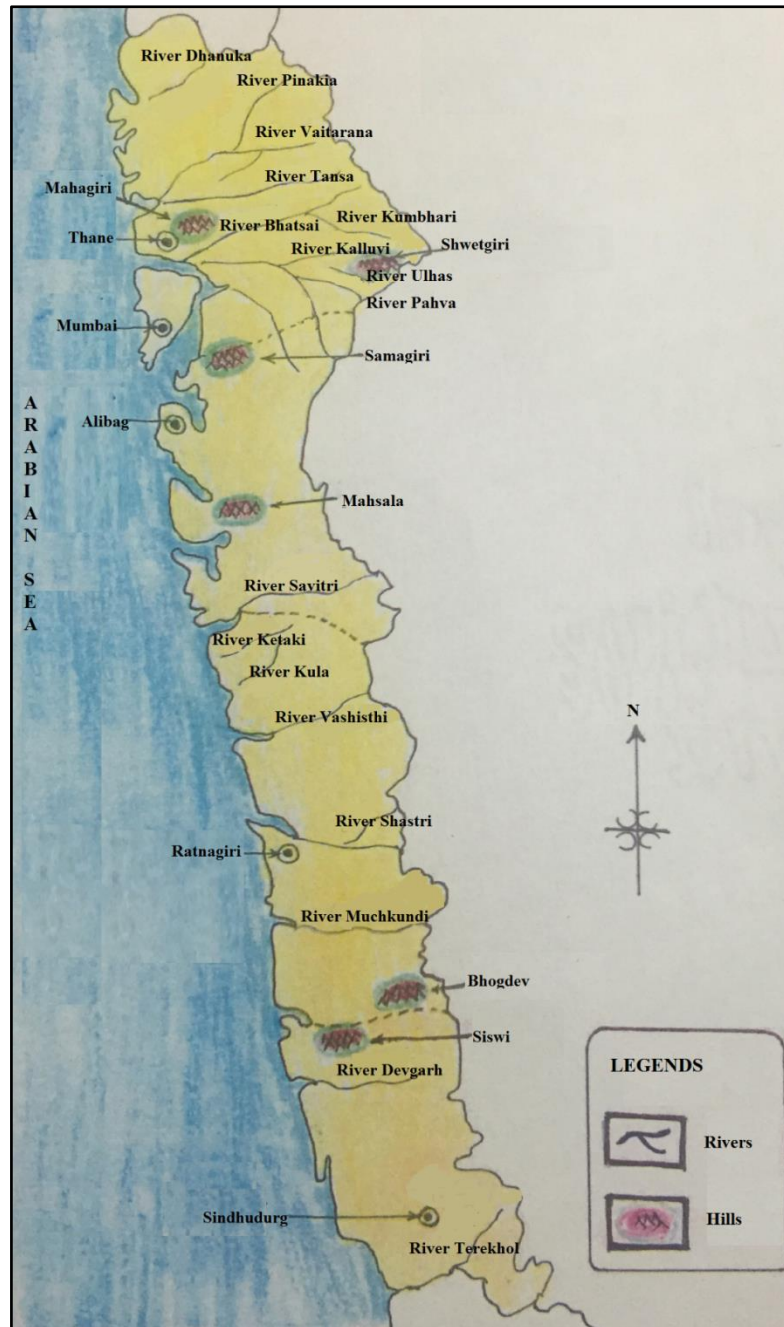 River Dhanuka
River Pinakia
River Vaitarana
River Tansa
Mahagiri
River Kumbhari
River Bhatsai
Thane
Shwetgiri
River Kalluvi
River Ulhas
River Pahva
Mumbai
Samagiri
ARABIAN SEA
Alibag
Mahsala
River Savitri
River Ketaki
River Kula
River Vashisthi
N
River Shastri
Ratnagiri
River Muchkundi
Bhogdev
Siswi
River Devgarh
LEGENDS
Rivers
Hills
Sindhudurg
River Terekhol